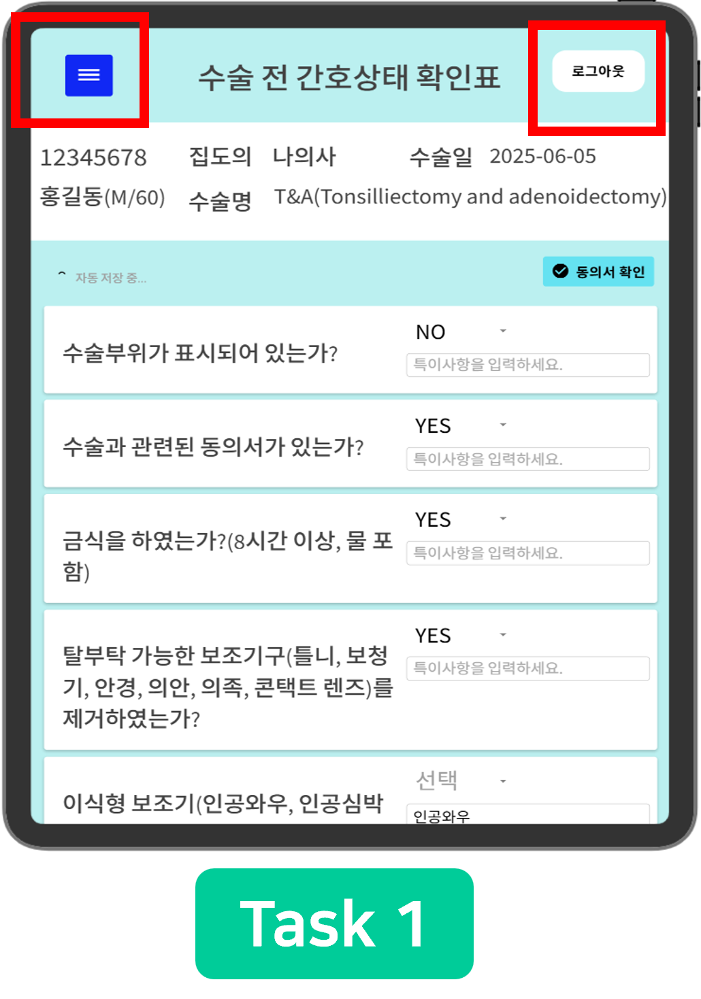 수술 전 간호상태 확인표
로그아웃
12345678 집도의 나의사 수술일 2025-06-05
홍길동(M/60) 수술명 T&A(Tonsilliectomy and adenoidectomy)
자동 저장 중...
동의서 확인
수술부위가 표시되어 있는가?
NO
특이사항을 입력하세요.
수술과 관련된 동의서가 있는가?
YES
특이사항을 입력하세요.
금식을 하였는가?(8시간 이상, 물 포
함)
YES
특이사항을 입력하세요.
탈부탁 가능한 보조기구(틀니, 보청
기, 안경, 의안, 의족, 콘택트 렌즈)를
제거하였는가?
YES
특이사항을 입력하세요.
이식형 보조기(인공와우, 인공심박
선택
인공와우
Task 1